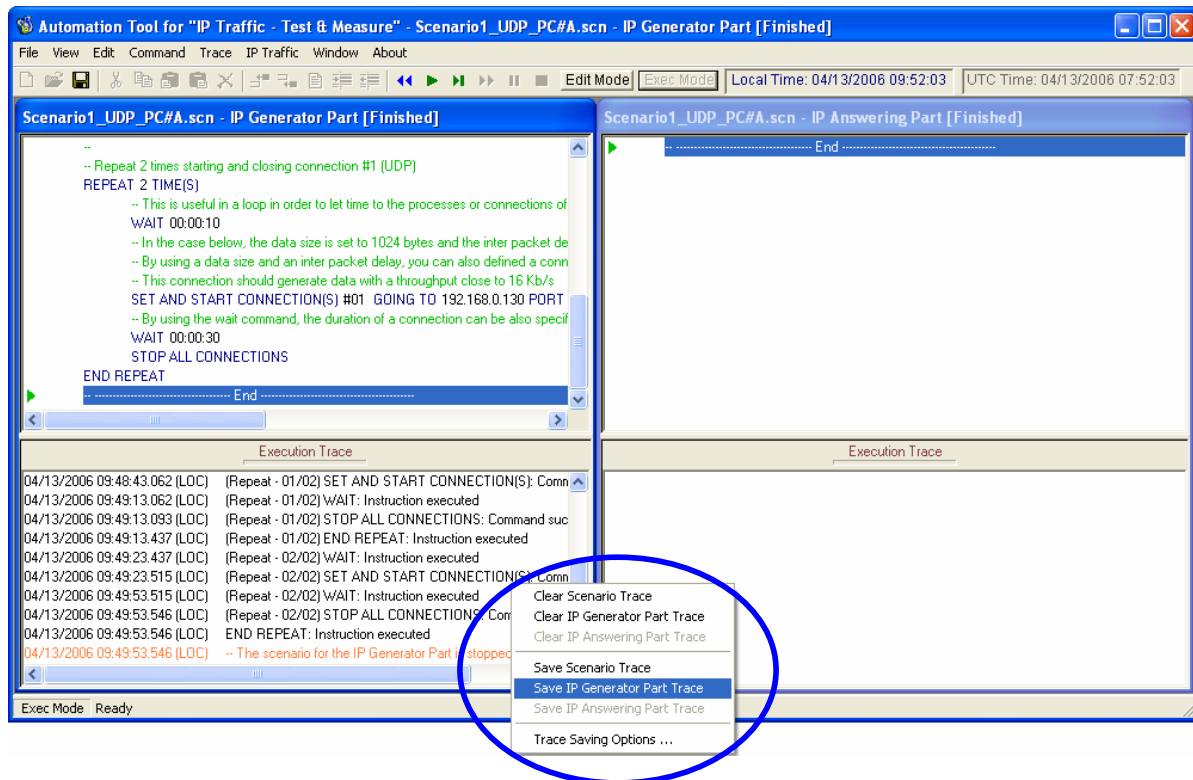 Automation Tool for "IP Traffic - Test & Measure" - Scenario1_UDP_PC#A.scn - IP Generator Part [Finished]
File View Edit Command Trace IP Traffic Window About
Edit Mode Exec Mode Local Time: 04/13/2006 09:52:03 UTC Time: 04/13/2006 07:52:03
Scenario1_UDP_PC#A.scn - IP Generator Part [Finished]
--
-- Repeat 2 times starting and closing connection #1 (UDP)
REPEAT 2 TIME(S)
-- This is useful in a loop in order to let time to the processes or connections of
WAIT 00:00:10
-- In the case below, the data size is set to 1024 bytes and the inter packet de
-- By using a data size and an inter packet delay, you can also defined a conn
-- This connection should generate data with a throughput close to 16 Kb/s
SET AND START CONNECTION(S) #01 GOING TO 192.168.0.130 PORT
-- By using the wait command, the duration of a connection can be also specif
WAIT 00:00:30
STOP ALL CONNECTIONS
END REPEAT
-- ------------------------------------- End ------------------------------------------
Scenario1_UDP_PC#A.scn - IP Answering Part [Finished]
-- ------------------------------------- End ------------------------------------------
Execution Trace
04/13/2006 09:48:43.062 (LOC) (Repeat - 01/02) SET AND START CONNECTION(S): Comn
04/13/2006 09:49:13.062 (LOC) (Repeat - 01/02) WAIT: Instruction executed
04/13/2006 09:49:13.093 (LOC) (Repeat - 01/02) STOP ALL CONNECTIONS: Command suc
04/13/2006 09:49:13.437 (LOC) (Repeat - 01/02) END REPEAT: Instruction executed
04/13/2006 09:49:23.437 (LOC) (Repeat - 02/02) WAIT: Instruction executed
04/13/2006 09:49:23.515 (LOC) (Repeat - 02/02) SET AND START CONNECTION(S): Comn
04/13/2006 09:49:53.515 (LOC) (Repeat - 02/02) WAIT: Instruction executed
04/13/2006 09:49:53.546 (LOC) (Repeat - 02/02) STOP ALL CONNECTIONS: Con
04/13/2006 09:49:53.546 (LOC) END REPEAT: Instruction executed
04/13/2006 09:49:53.546 (LOC) -- The scenario for the IP Generator Part is stopped
Execution Trace
Clear Scenario Trace
Clear IP Generator Part Trace
Clear IP Answering Part Trace
Save Scenario Trace
Save IP Generator Part Trace
Save IP Answering Part Trace
Trace Saving Options ...
Exec Mode Ready